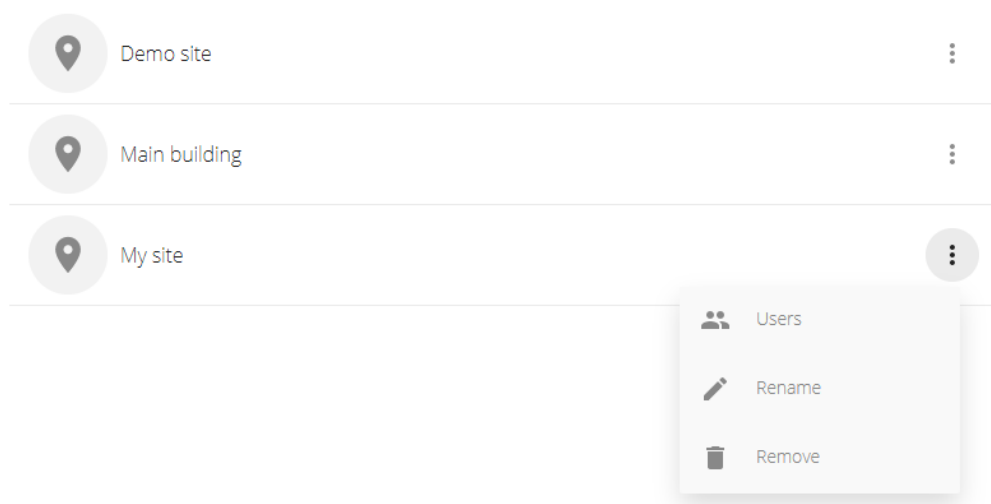 Demo site
Main building
My site
Users
Rename
Remove